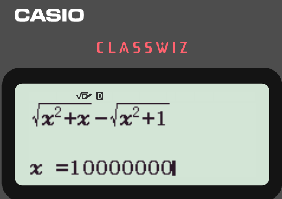 CASIO
CLASSWIZ
√(x²+x)−√(x²+1)
x =10000000